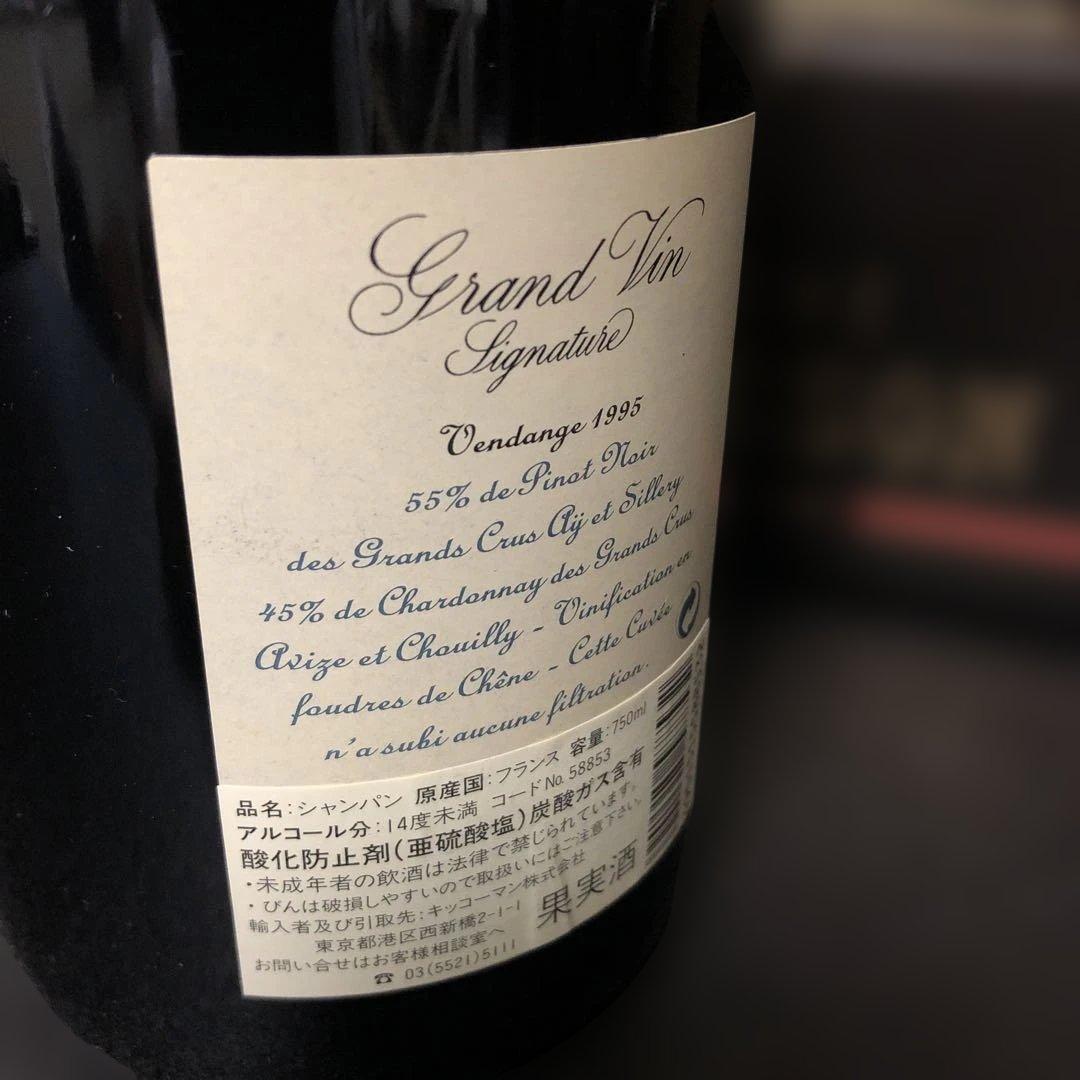 Grand Vin
Signature
Vendange 1995
55% de Pinot Noir
des Grands Crus Aÿ et Sillery
45% de Chardonnay des Grands Crus
Avize et Chouilly - Vinification en
foudres de Chêne - Cette Cuvée
n'a subi aucune filtration.
品名:シャンパン 原産国:フランス 容量:750ml
アルコール分:14度未満 コードNo.58853
酸化防止剤(亜硫酸塩)炭酸ガス含有
・未成年者の飲酒は法律で禁じられています。
・びんは破損しやすいので取扱いにはご注意下さい。
輸入者及び引取先:キッコーマン株式会社
東京都港区西新橋2-1-1
お問い合せはお客様相談室へ
☎ 03(5521)5111
果実酒